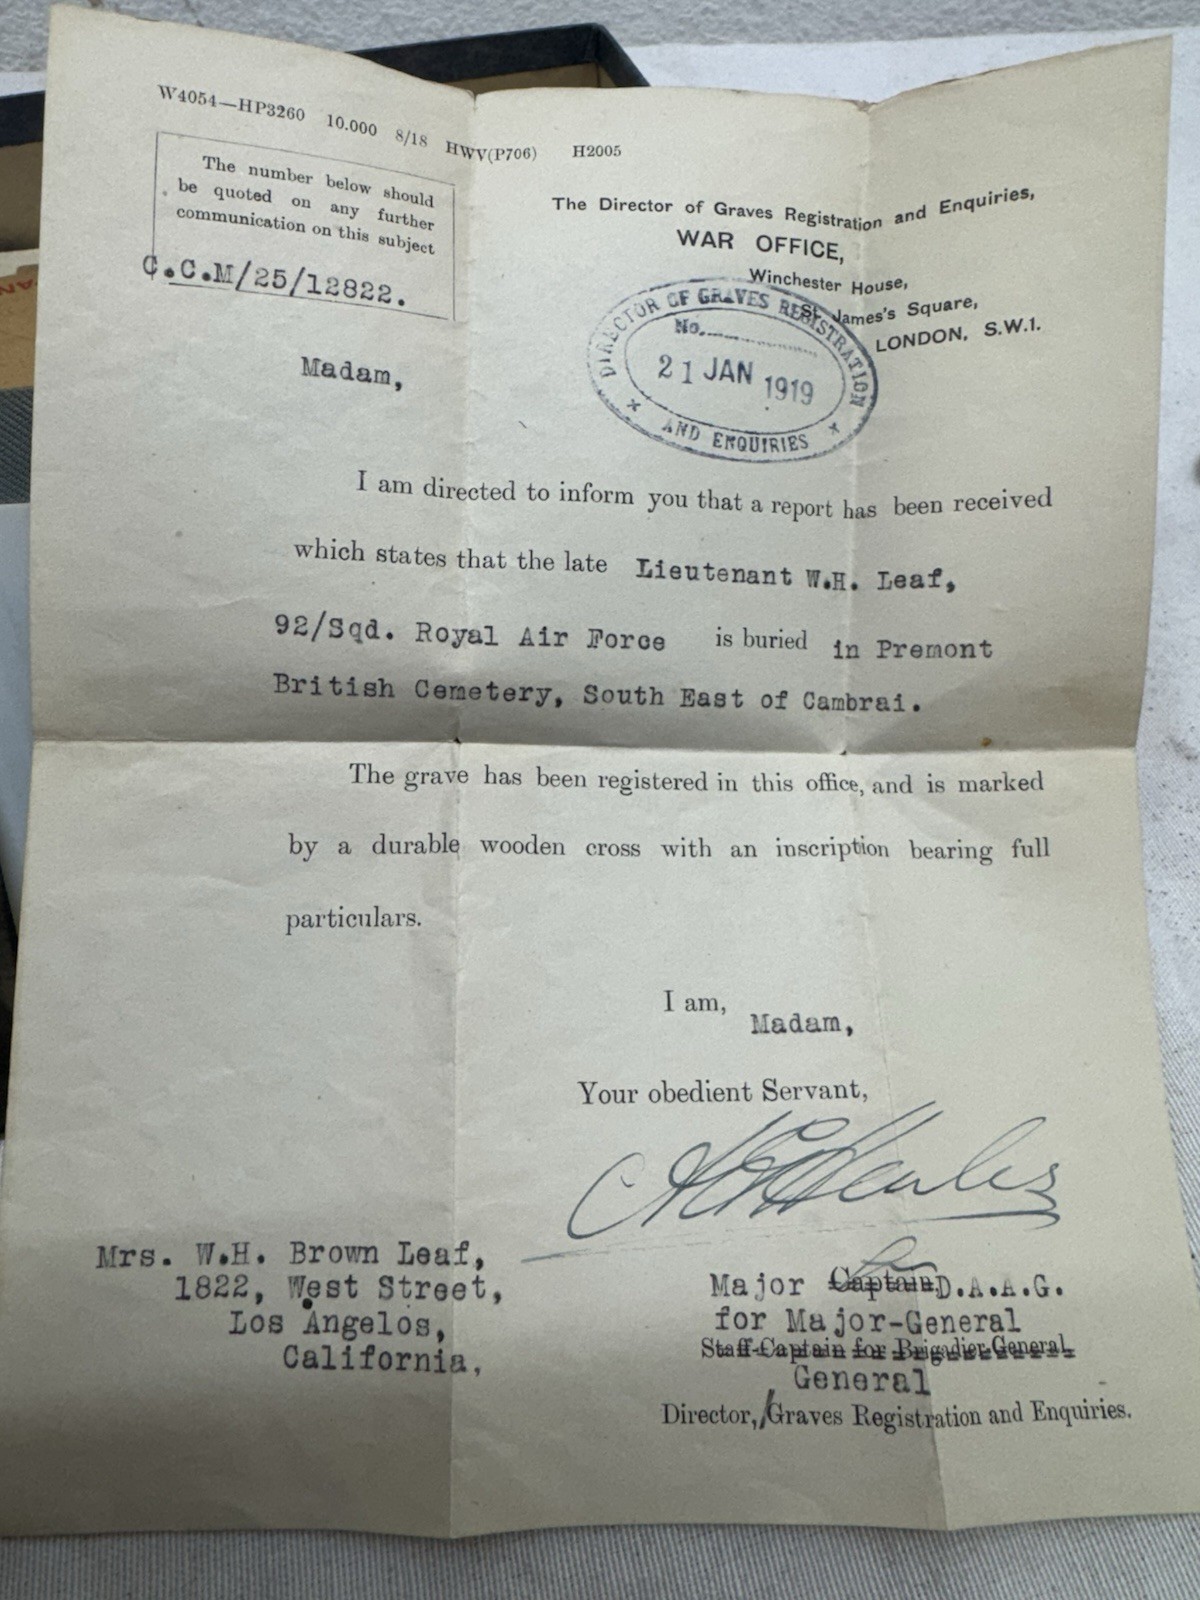 W4054—HP3260 10.000 8/18 HWV(P706) H2005
The number below should
be quoted on any further
communication on this subject
C.C.M/25/12822.
The Director of Graves Registration and Enquiries,
WAR OFFICE,
Winchester House,
St. James's Square,
LONDON, S.W.1.
DIRECTOR OF GRAVES REGISTRATION
No.
21 JAN 1919
AND ENQUIRIES
Madam,
I am directed to inform you that a report has been received
which states that the late Lieutenant W.H. Leaf,
92/Sqd. Royal Air Force is buried in Premont
British Cemetery, South East of Cambrai.
The grave has been registered in this office, and is marked
by a durable wooden cross with an inscription bearing full
particulars.
I am,
Madam,
Your obedient Servant,
Mrs. W.H. Brown Leaf,
1822, West Street,
Los Angelos,
California.
Major Captain D.A.A.G.
for Major-General
Staff-Captain for Brigadier-General
General
Director, Graves Registration and Enquiries.